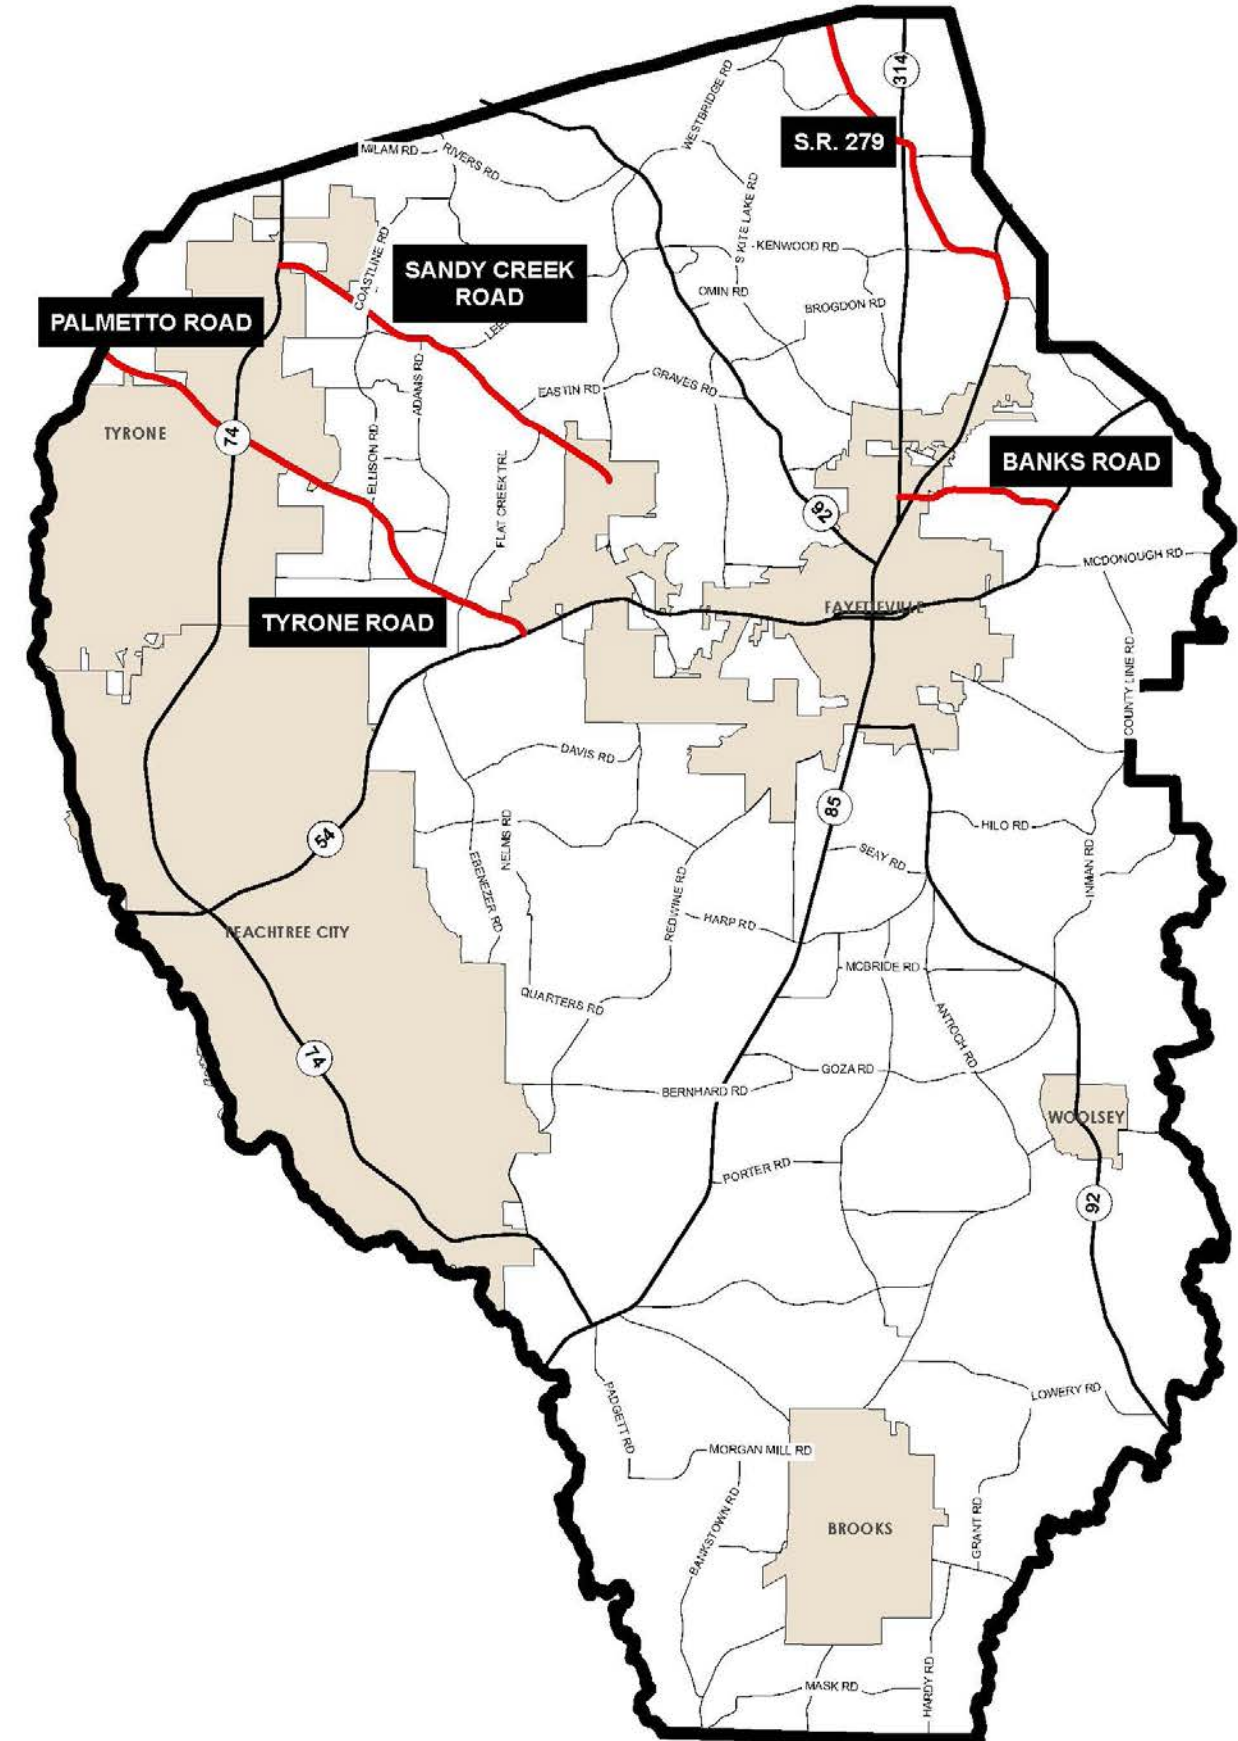 314
WESTBRIDGE RD
MILAM RD
RIVERS RD
S.R. 279
S KITE LAKE RD
COASTLINE RD
KENWOOD RD
SANDY CREEK
ROAD
OMIN RD
BROGDON RD
PALMETTO ROAD
ADAMS RD
GRAVES RD
EASTIN RD
TYRONE
74
ELLISON RD
BANKS ROAD
FLAT CREEK TRL
92
MCDONOUGH RD
FAYETTEVILLE
TYRONE ROAD
COUNTY LINE RD
DAVIS RD
85
54
NELMS RD
HILO RD
SEAY RD
INMAN RD
EBENEZER RD
REDWINE RD
HARP RD
PEACHTREE CITY
MCBRIDE RD
QUARTERS RD
ANTIOCH RD
74
GOZA RD
BERNHARD RD
WOOLSEY
PORTER RD
92
PADGETT RD
LOWERY RD
MORGAN MILL RD
BANKSTOWN RD
BROOKS
GRANT RD
MASK RD
HARDY RD